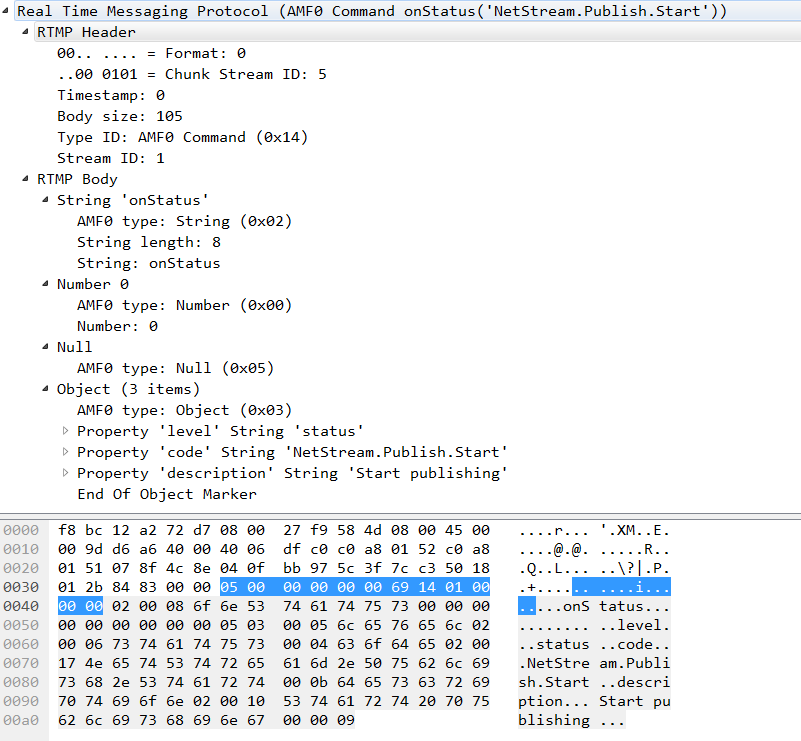 Real Time Messaging Protocol (AMF0 Command onStatus('NetStream.Publish.Start'))
RTMP Header
00.. .... = Format: 0
..00 0101 = Chunk Stream ID: 5
Timestamp: 0
Body size: 105
Type ID: AMF0 Command (0x14)
Stream ID: 1
RTMP Body
String 'onStatus'
AMF0 type: String (0x02)
String length: 8
String: onStatus
Number 0
AMF0 type: Number (0x00)
Number: 0
Null
AMF0 type: Null (0x05)
Object (3 items)
AMF0 type: Object (0x03)
Property 'level' String 'status'
Property 'code' String 'NetStream.Publish.Start'
Property 'description' String 'Start publishing'
End Of Object Marker
0000 f8 bc 12 a2 72 d7 08 00 27 f9 58 4d 08 00 45 00 ....r... '.XM..E.
0010 00 9d d6 a6 40 00 40 06 df c0 c0 a8 01 52 c0 a8 ....@.@. .....R..
0020 01 51 07 8f 4c 8e 04 0f bb 97 5c 3f 7c c3 50 18 .Q..L... ..\?|.P.
0030 01 2b 84 83 00 00 05 00 00 00 00 00 69 14 01 00 .+...... ....i...
0040 00 00 02 00 08 6f 6e 53 74 61 74 75 73 00 00 00 .....onS tatus...
0050 00 00 00 00 00 00 05 03 00 05 6c 65 76 65 6c 02 ........ ..level.
0060 00 06 73 74 61 74 75 73 00 04 63 6f 64 65 02 00 ..status ..code..
0070 17 4e 65 74 53 74 72 65 61 6d 2e 50 75 62 6c 69 .NetStre am.Publi
0080 73 68 2e 53 74 61 72 74 00 0b 64 65 73 63 72 69 sh.Start ..descri
0090 70 74 69 6f 6e 02 00 10 53 74 61 72 74 20 70 75 ption... Start pu
00a0 62 6c 69 73 68 69 6e 67 00 00 09 blishing ...